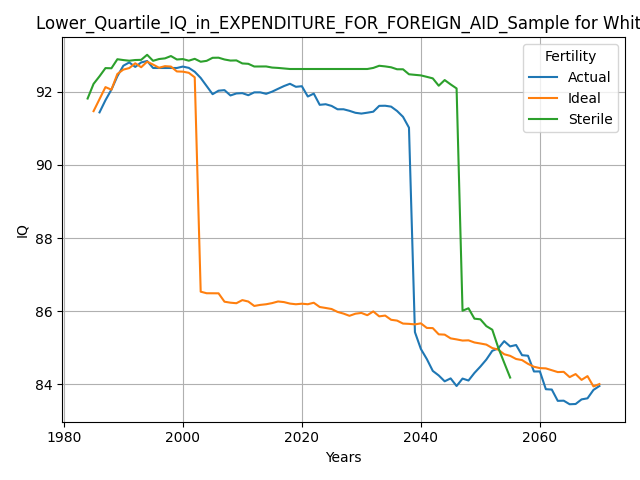 Lower_Quartile_IQ_in_EXPENDITURE_FOR_FOREIGN_AID_Sample for Whit
Fertility
Actual
Ideal
Sterile
IQ
92
90
88
86
84
1980
2000
2020
2040
2060
Years